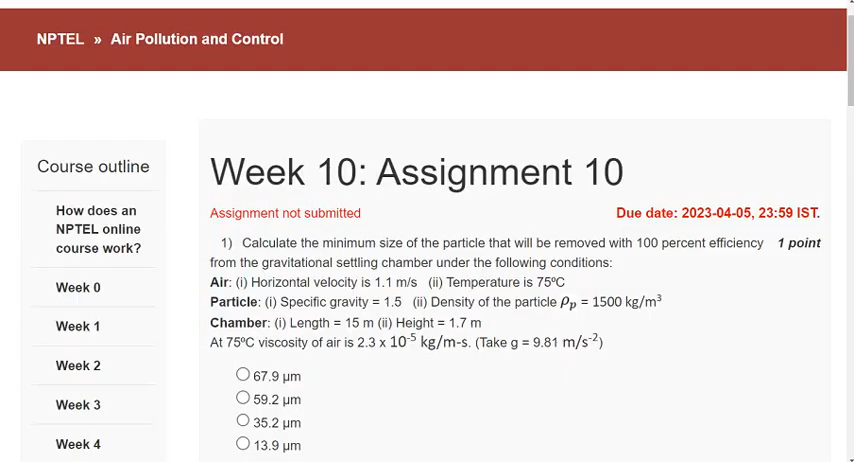 NPTEL » Air Pollution and Control
Course outline
How does an
NPTEL online
course work?
Week 0
Week 1
Week 2
Week 3
Week 4
Week 10: Assignment 10
Assignment not submitted Due date: 2023-04-05, 23:59 IST.
1) Calculate the minimum size of the particle that will be removed with 100 percent efficiency 1 point
from the gravitational settling chamber under the following conditions:
Air: (i) Horizontal velocity is 1.1 m/s (ii) Temperature is 75ºC
Particle: (i) Specific gravity = 1.5 (ii) Density of the particle ρₚ = 1500 kg/m³
Chamber: (i) Length = 15 m (ii) Height = 1.7 m
At 75ºC viscosity of air is 2.3 x 10⁻⁵ kg/m-s. (Take g = 9.81 m/s⁻²)
67.9 μm
59.2 μm
35.2 μm
13.9 μm